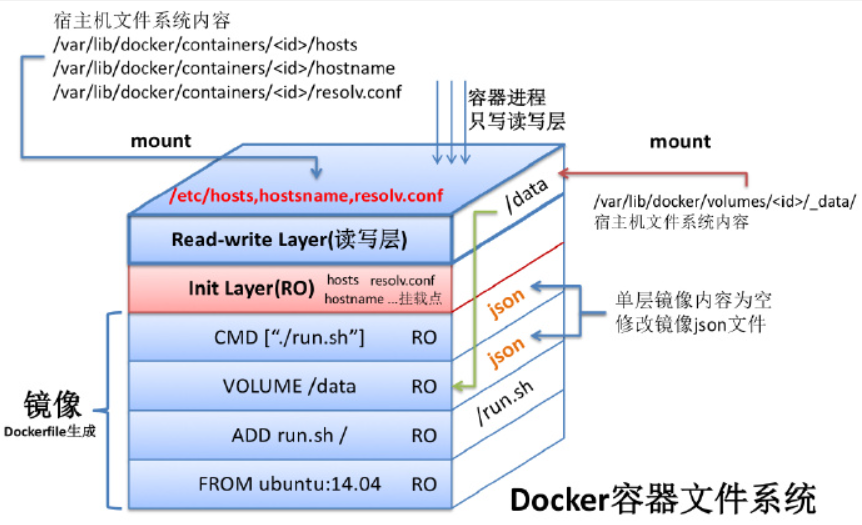 宿主机文件系统内容
/var/lib/docker/containers/<id>/hosts
/var/lib/docker/containers/<id>/hostname
/var/lib/docker/containers/<id>/resolv.conf
容器进程
只写读写层
mount
mount
/etc/hosts,hostsname,resolv.conf
/data
/var/lib/docker/volumes/<id>/_data/
宿主机文件系统内容
Read-write Layer(读写层)
Init Layer(RO)
hosts resolv.conf
hostname ...挂载点
json
单层镜像内容为空
修改镜像json文件
CMD [“./run.sh”] RO
json
VOLUME /data RO
/run.sh
镜像
Dockerfile生成
ADD run.sh / RO
FROM ubuntu:14.04 RO
Docker容器文件系统